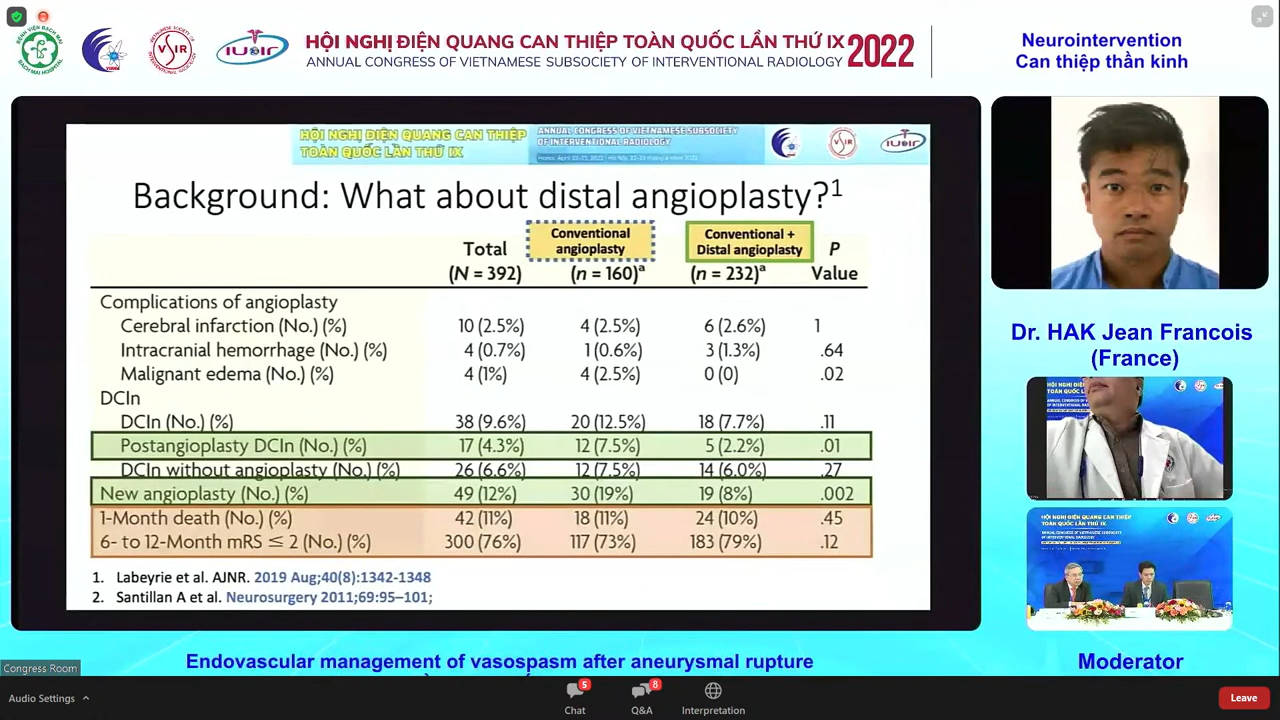 BỆNH VIỆN BẠCH MAI
BACH MAI HOSPITAL
VSIR
IUSIR
HỘI NGHỊ ĐIỆN QUANG CAN THIỆP TOÀN QUỐC LẦN THỨ IX 2022
ANNUAL CONGRESS OF VIETNAMESE SUBSOCIETY OF INTERVENTIONAL RADIOLOGY
Neurointervention
Can thiệp thần kinh
HỘI NGHỊ ĐIỆN QUANG CAN THIỆP
TOÀN QUỐC LẦN THỨ IX
ANNUAL CONGRESS OF VIETNAMESE SUBSOCIETY
OF INTERVENTIONAL RADIOLOGY
Background: What about distal angioplasty?1
Total (N = 392) Conventional angioplasty (n = 160)a Conventional + Distal angioplasty (n = 232)a P Value
Complications of angioplasty
Cerebral infarction (No.) (%) 10 (2.5%) 4 (2.5%) 6 (2.6%) 1
Intracranial hemorrhage (No.) (%) 4 (0.7%) 1 (0.6%) 3 (1.3%) .64
Malignant edema (No.) (%) 4 (1%) 4 (2.5%) 0 (0) .02
DCIn
DCIn (No.) (%) 38 (9.6%) 20 (12.5%) 18 (7.7%) .11
Postangioplasty DCIn (No.) (%) 17 (4.3%) 12 (7.5%) 5 (2.2%) .01
DCIn without angioplasty (No.) (%) 26 (6.6%) 12 (7.5%) 14 (6.0%) .27
New angioplasty (No.) (%) 49 (12%) 30 (19%) 19 (8%) .002
1-Month death (No.) (%) 42 (11%) 18 (11%) 24 (10%) .45
6- to 12-Month mRS ≤ 2 (No.) (%) 300 (76%) 117 (73%) 183 (79%) .12
1. Labeyrie et al. AJNR. 2019 Aug;40(8):1342-1348
2. Santillan A et al. Neurosurgery 2011;69:95–101;
Dr. HAK Jean Francois
(France)
Moderator
Endovascular management of vasospasm after aneurysmal rupture
Congress Room
Audio Settings
5
Chat
8
Q&A
Interpretation
Leave